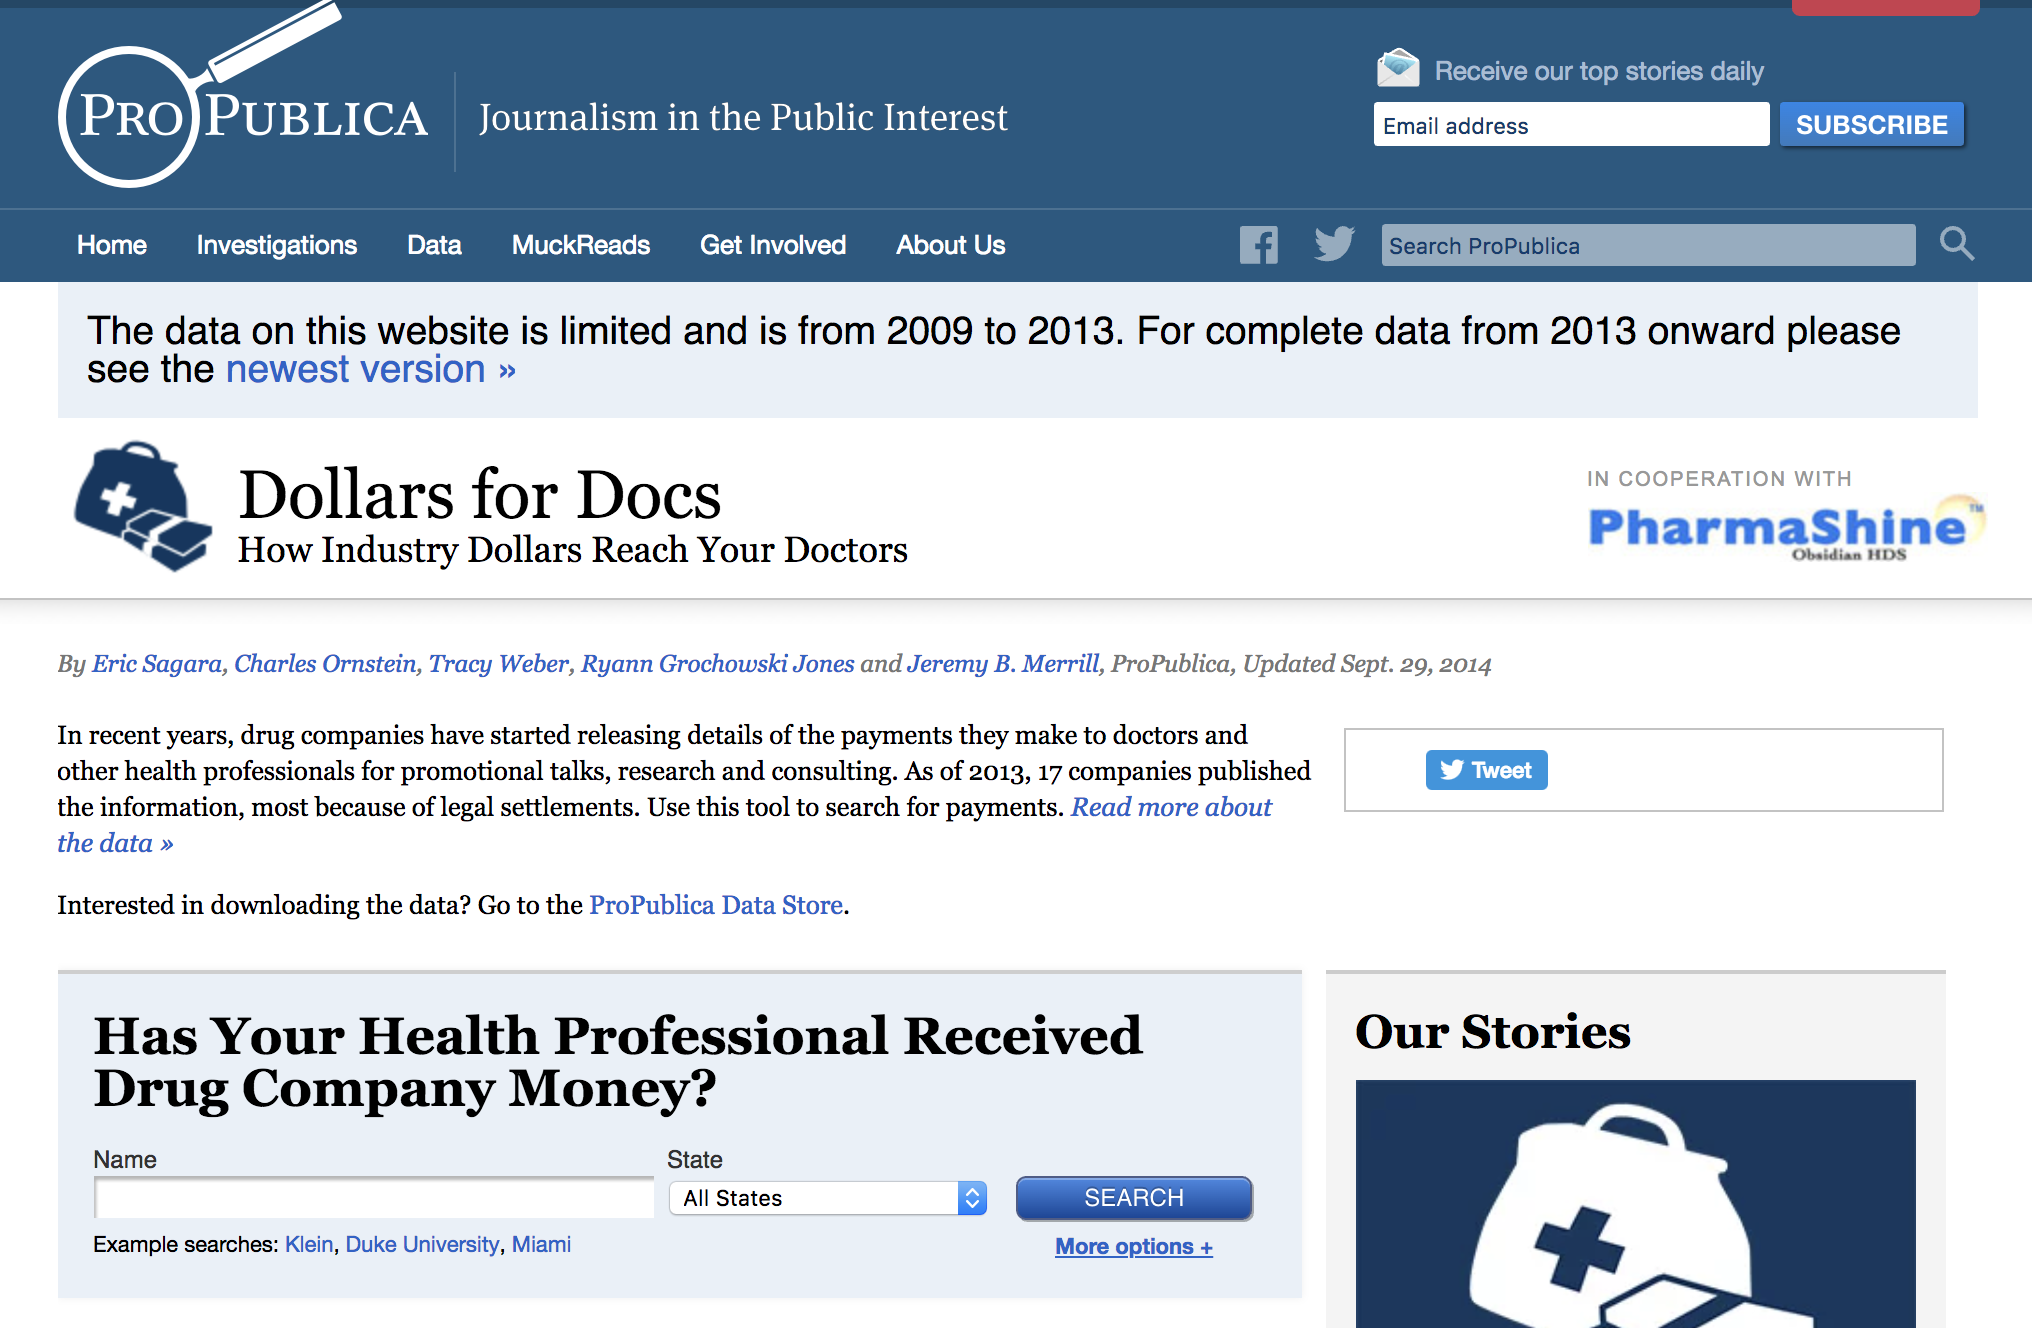 PROPUBLICA
Journalism in the Public Interest
Receive our top stories daily
Email address
SUBSCRIBE
Home Investigations Data MuckReads Get Involved About Us
Search ProPublica
The data on this website is limited and is from 2009 to 2013. For complete data from 2013 onward please
see the newest version »
Dollars for Docs
How Industry Dollars Reach Your Doctors
IN COOPERATION WITH
PharmaShine™
Obsidian HDS
By Eric Sagara, Charles Ornstein, Tracy Weber, Ryann Grochowski Jones and Jeremy B. Merrill, ProPublica, Updated Sept. 29, 2014
In recent years, drug companies have started releasing details of the payments they make to doctors and
other health professionals for promotional talks, research and consulting. As of 2013, 17 companies published
the information, most because of legal settlements. Use this tool to search for payments. Read more about
the data »
Tweet
Interested in downloading the data? Go to the ProPublica Data Store.
Has Your Health Professional Received
Drug Company Money?
Name
State
All States
SEARCH
Example searches: Klein, Duke University, Miami
More options +
Our Stories